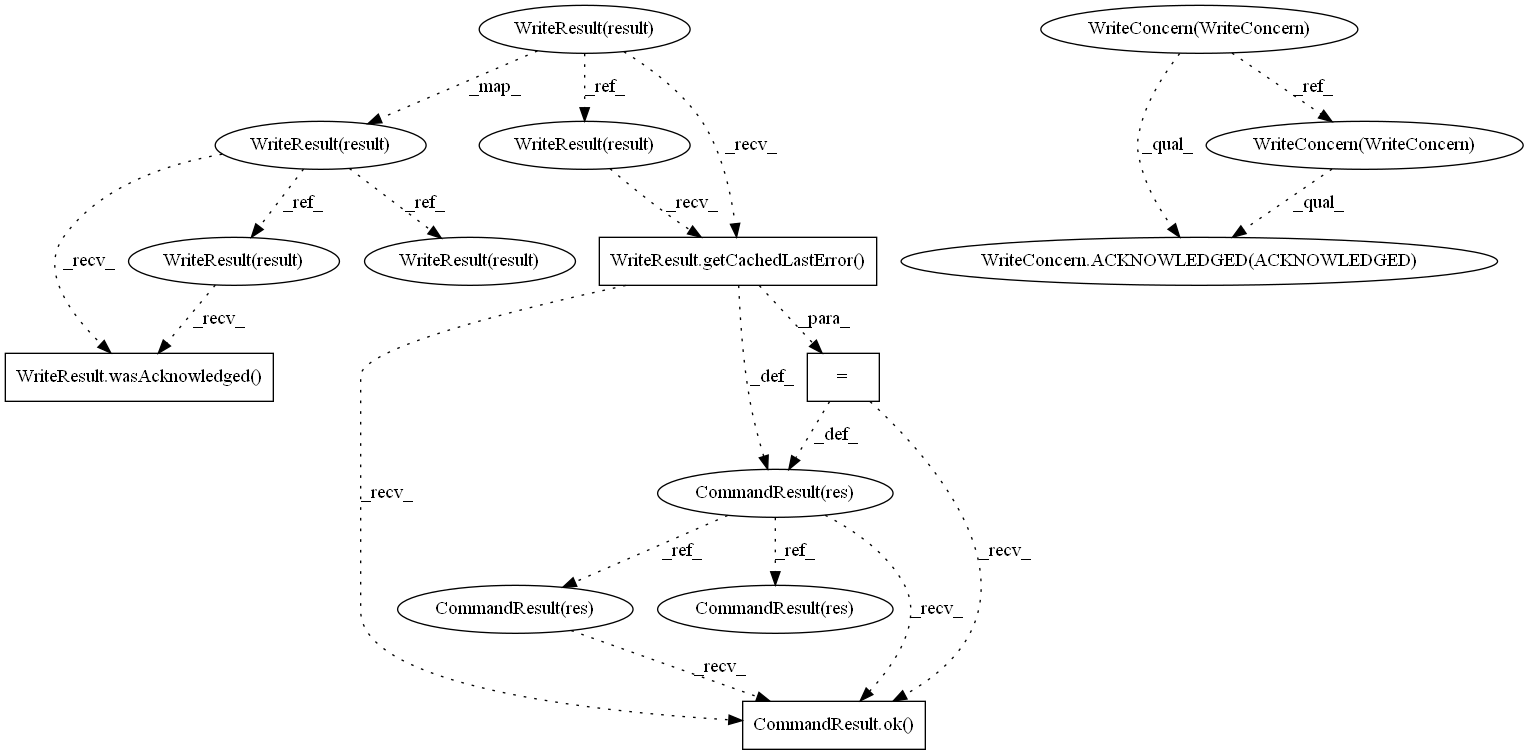 WriteResult(result)
WriteConcern(WriteConcern)
_map_
_ref_
_ref_
WriteResult(result)
WriteResult(result)
_recv_
_qual_
WriteConcern(WriteConcern)
_ref_
_ref_
_recv_
_qual_
_recv_
WriteResult(result)
WriteResult(result)
WriteResult.getCachedLastError()
WriteConcern.ACKNOWLEDGED(ACKNOWLEDGED)
_recv_
_para_
WriteResult.wasAcknowledged()
_def_
=
_def_
_recv_
CommandResult(res)
_ref_
_ref_
_recv_
CommandResult(res)
CommandResult(res)
_recv_
_recv_
CommandResult.ok()